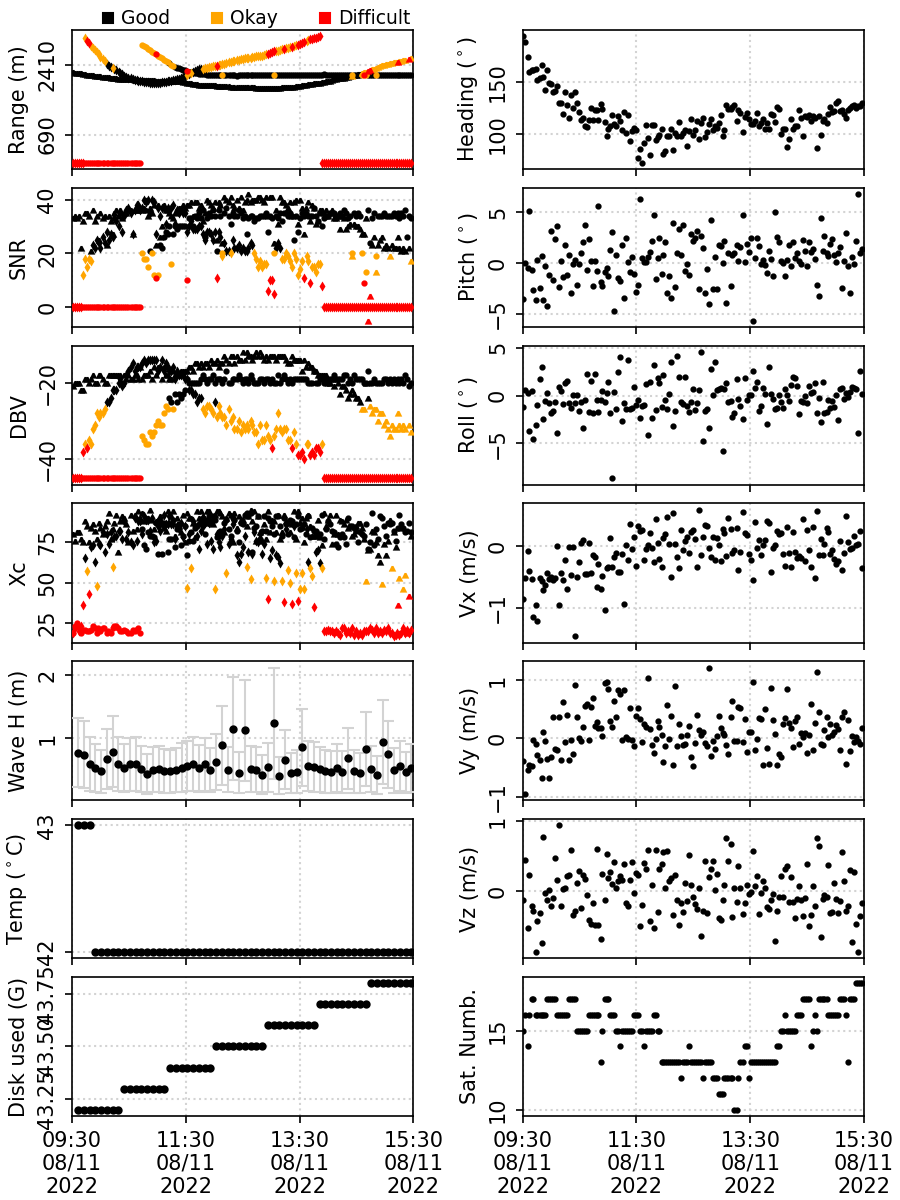 Good Okay Difficult
Range (m)
2410
690
Heading (°)
150
100
SNR
40
20
0
Pitch (°)
5
0
−5
DBV
−20
−40
Roll (°)
5
0
−5
Xc
75
50
25
Vx (m/s)
0
−1
Wave H (m)
2
1
Vy (m/s)
1
0
−1
Temp (°C)
43
42
Vz (m/s)
1
0
Disk used (G)
43.75
43.50
43.25
Sat. Numb.
15
10
09:30 11:30 13:30 15:30
08/11 08/11 08/11 08/11
2022 2022 2022 2022
09:30 11:30 13:30 15:30
08/11 08/11 08/11 08/11
2022 2022 2022 2022